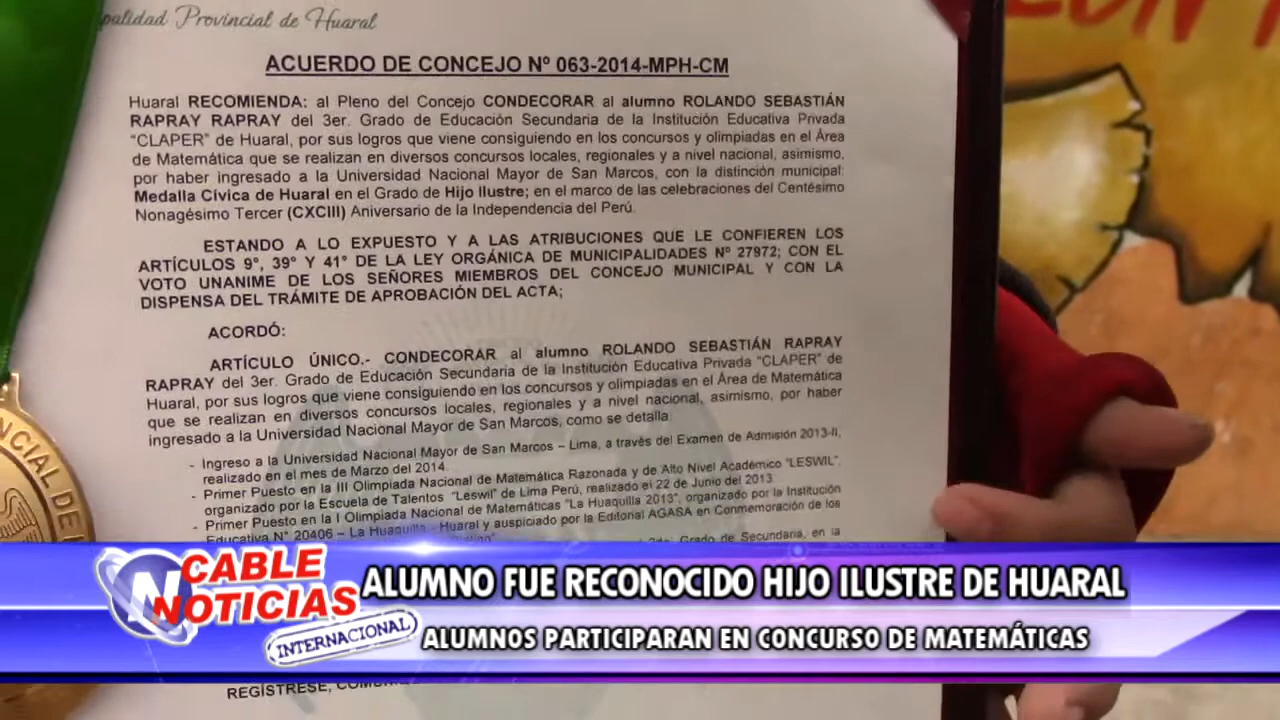 palidad Provincial de Huaral
ACUERDO DE CONCEJO Nº 063-2014-MPH-CM
Huaral RECOMIENDA: al Pleno del Concejo CONDECORAR al alumno ROLANDO SEBASTIÁN
RAPRAY RAPRAY del 3er. Grado de Educación Secundaria de la Institución Educativa Privada
“CLAPER” de Huaral, por sus logros que viene consiguiendo en los concursos y olimpiadas en el Área
de Matemática que se realizan en diversos concursos locales, regionales y a nivel nacional, asimismo,
por haber ingresado a la Universidad Nacional Mayor de San Marcos, con la distinción municipal:
Medalla Cívica de Huaral en el Grado de Hijo Ilustre; en el marco de las celebraciones del Centésimo
Nonagésimo Tercer (CXCIII) Aniversario de la Independencia del Perú.
ESTANDO A LO EXPUESTO Y A LAS ATRIBUCIONES QUE LE CONFIEREN LOS
ARTÍCULOS 9°, 39° Y 41° DE LA LEY ORGÁNICA DE MUNICIPALIDADES Nº 27972; CON EL
VOTO UNANIME DE LOS SEÑORES MIEMBROS DEL CONCEJO MUNICIPAL Y CON LA
DISPENSA DEL TRÁMITE DE APROBACIÓN DEL ACTA;
ACORDÓ:
ARTÍCULO ÚNICO.- CONDECORAR al alumno ROLANDO SEBASTIÁN RAPRAY
RAPRAY del 3er. Grado de Educación Secundaria de la Institución Educativa Privada “CLAPER” de
Huaral, por sus logros que viene consiguiendo en los concursos y olimpiadas en el Área de Matemática
que se realizan en diversos concursos locales, regionales y a nivel nacional, asimismo, por haber
ingresado a la Universidad Nacional Mayor de San Marcos, como se detalla:
- Ingreso a la Universidad Nacional Mayor de San Marcos – Lima, a través del Examen de Admisión 2013-II,
realizado en el mes de Marzo del 2014.
- Primer Puesto en la III Olimpiada Nacional de Matemática Razonada y de Alto Nivel Académico “LESWIL”,
organizado por la Escuela de Talentos “Leswil” de Lima Perú, realizado el 22 de Junio del 2013
- Primer Puesto en la I Olimpiada Nacional de Matemáticas “La Huaquilla 2013”, organizado por la Institución
Educativa N° 20406 – La Huaquilla - Huaral y auspiciado por la Editorial AGASA en Conmemoración de los
Grado de Secundaria, en la
NCIAL DE
CABLE
NOTICIAS
INTERNACIONAL
ALUMNO FUE RECONOCIDO HIJO ILUSTRE DE HUARAL
ALUMNOS PARTICIPARAN EN CONCURSO DE MATEMÁTICAS
REGÍSTRESE,